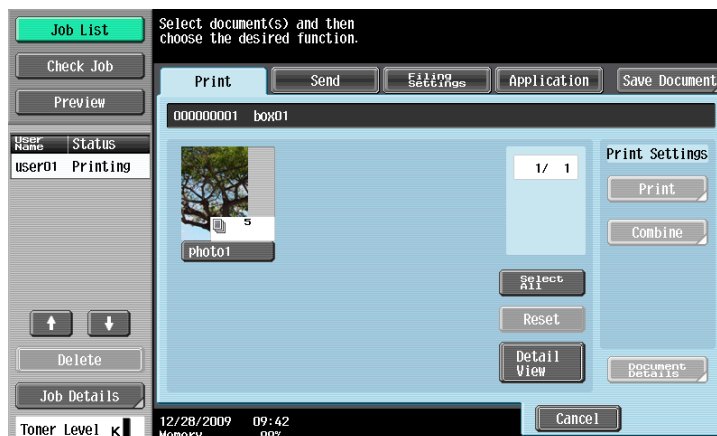 Job List
Check Job
Preview
User Name Status
user01 Printing
Delete
Job Details
Toner Level K
Select document(s) and then
choose the desired function.
Print
Send
Filing Settings
Application
Save Document
000000001 box01
5
photo1
1/ 1
Select All
Reset
Detail View
Print Settings
Print
Combine
Document Details
Cancel
12/28/2009 09:42
Memory